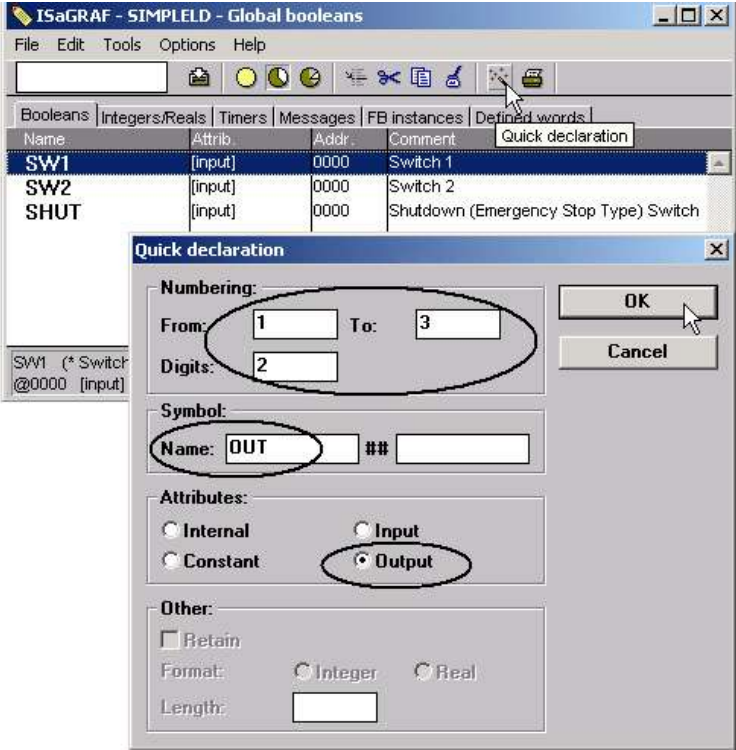 ISaGRAF - SIMPLELD - Global booleans
File Edit Tools Options Help
Booleans Integers/Reals Timers Messages FB instances Defined words
Quick declaration
Name Attrib. Addr. Comment
SW1 [input] 0000 Switch 1
SW2 [input] 0000 Switch 2
SHUT [input] 0000 Shutdown (Emergency Stop Type) Switch
SW1 (* Switch
@0000 [input]
Quick declaration
Numbering:
From: 1 To: 3
Digits: 2
OK
Cancel
Symbol:
Name: OUT ##
Attributes:
Internal Input
Constant Output
Other:
Retain
Format: Integer Real
Length: